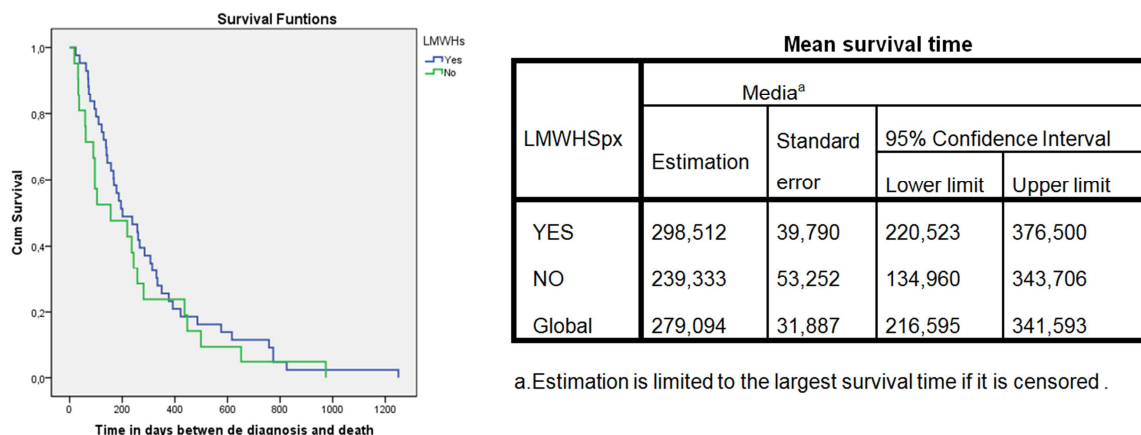 Survival Funtions
LMWHs
Yes
No
Cum Survival
1,0
0,8
0,6
0,4
0,2
0,0
0 200 400 600 800 1000 1200
Time in days betwen de diagnosis and death
Mean survival time
LMWHSpx
Media^a
Estimation
Standard error
95% Confidence Interval
Lower limit Upper limit
YES 298,512 39,790 220,523 376,500
NO 239,333 53,252 134,960 343,706
Global 279,094 31,887 216,595 341,593
a.Estimation is limited to the largest survival time if it is censored .